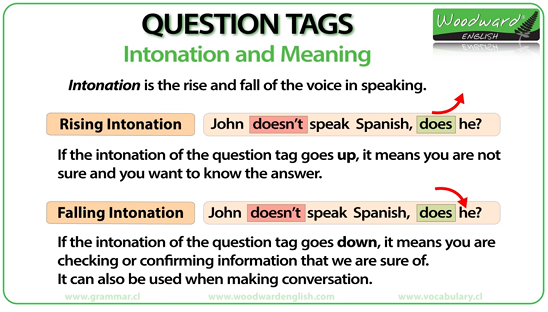 QUESTION TAGS
Woodward®
ENGLISH
Intonation and Meaning
Intonation is the rise and fall of the voice in speaking.
Rising Intonation John doesn't speak Spanish, does he?
If the intonation of the question tag goes up, it means you are not
sure and you want to know the answer.
Falling Intonation John doesn't speak Spanish, does he?
If the intonation of the question tag goes down, it means you are
checking or confirming information that we are sure of.
It can also be used when making conversation.
www.grammar.cl www.woodwardenglish.com www.vocabulary.cl